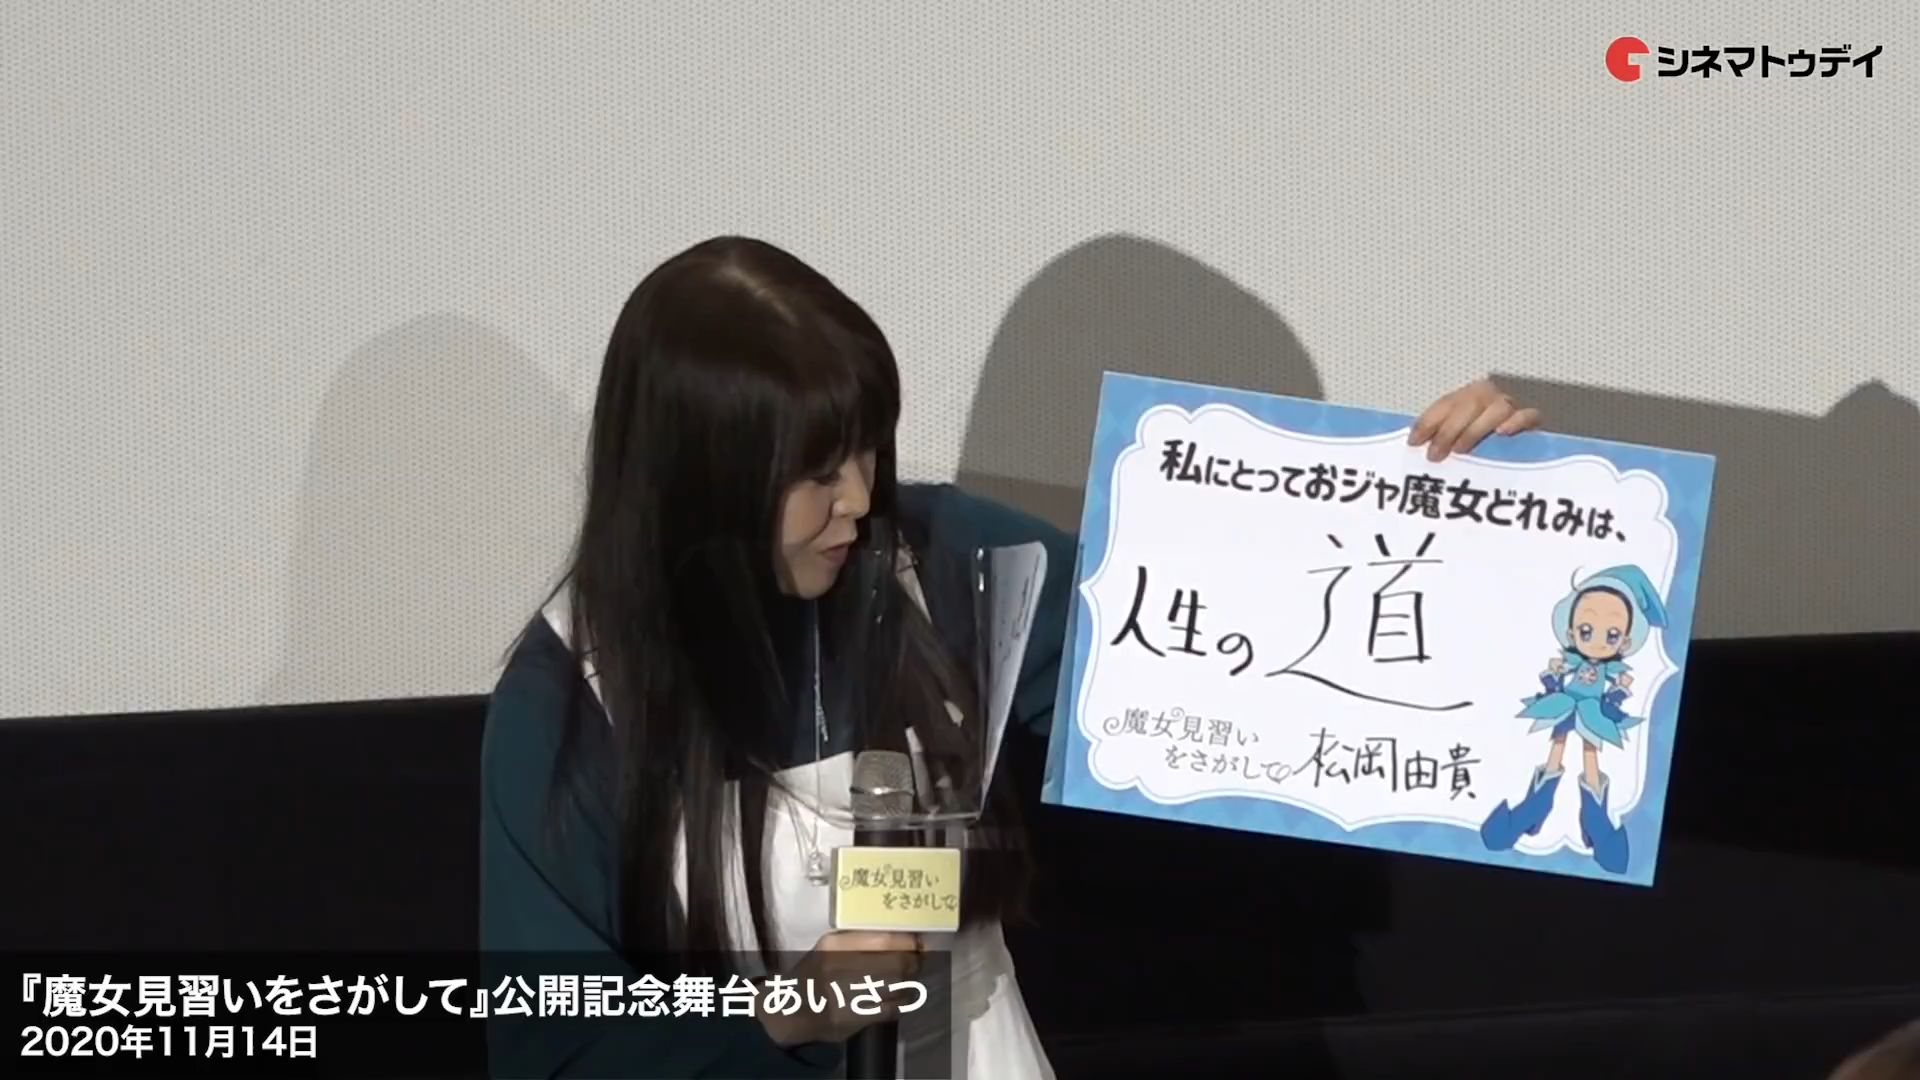 シネマトゥデイ
私にとっておジャ魔女どれみは、
人生の道
魔女見習い
をさがして
松岡由貴
魔女見習い
をさがして
『魔女見習いをさがして』公開記念舞台あいさつ
2020年11月14日